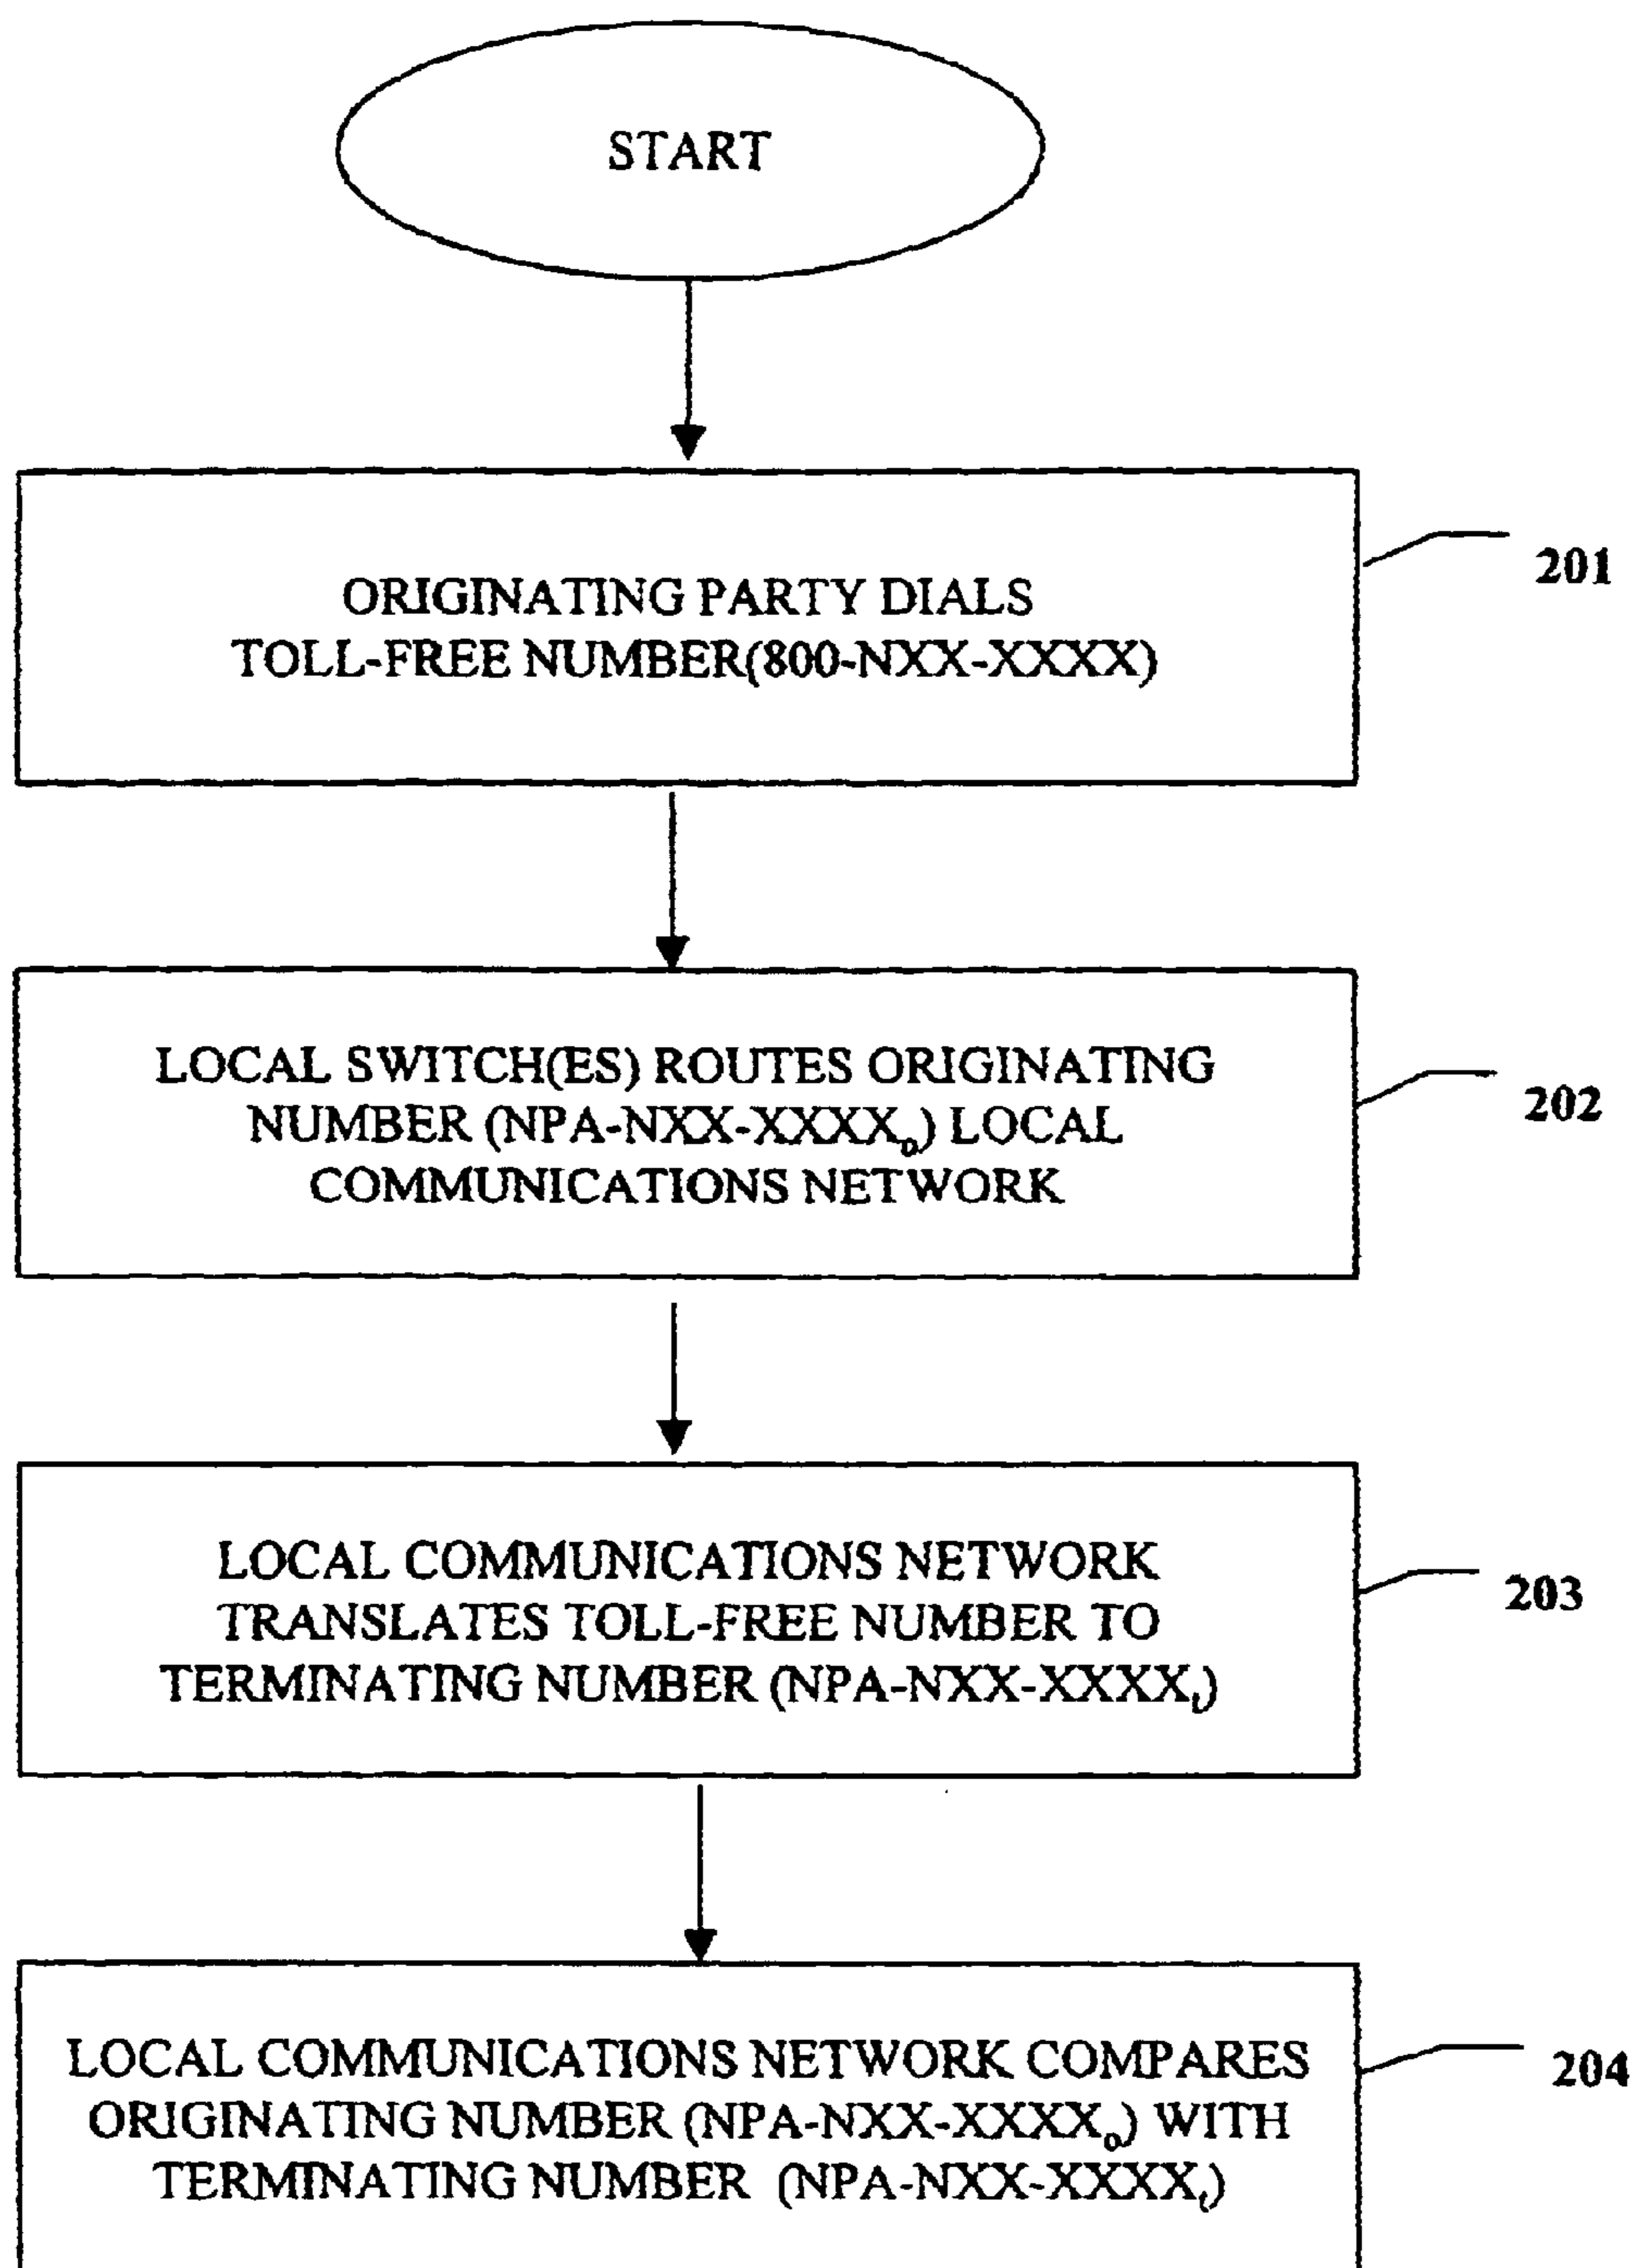 START
ORIGINATING PARTY DIALS
TOLL-FREE NUMBER(800-NXX-XXXX)
201
LOCAL SWITCH(ES) ROUTES ORIGINATING
NUMBER (NPA-NXX-XXXXₒ) LOCAL
COMMUNICATIONS NETWORK
202
LOCAL COMMUNICATIONS NETWORK
TRANSLATES TOLL-FREE NUMBER TO
TERMINATING NUMBER (NPA-NXX-XXXXₜ)
203
LOCAL COMMUNICATIONS NETWORK COMPARES
ORIGINATING NUMBER (NPA-NXX-XXXXₒ) WITH
TERMINATING NUMBER (NPA-NXX-XXXXₜ)
204